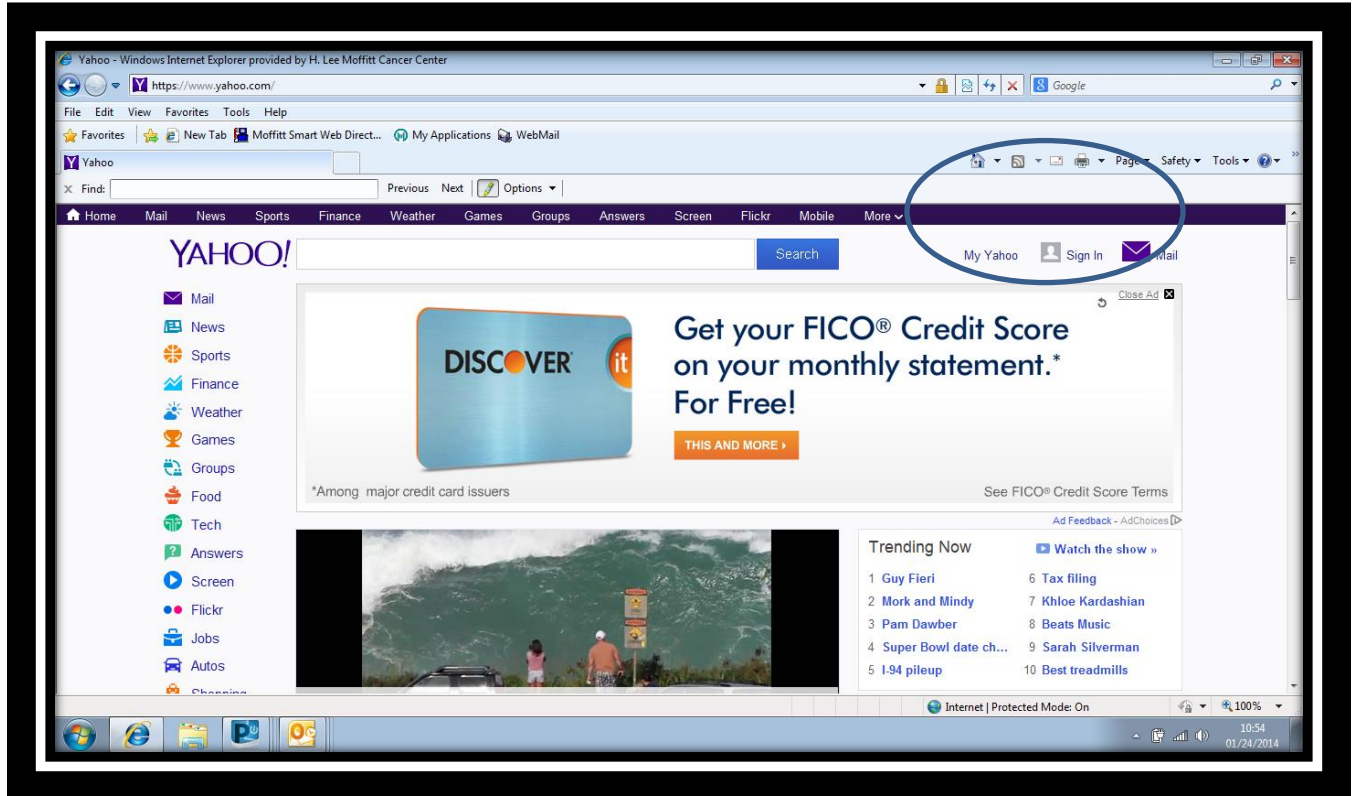 Yahoo - Windows Internet Explorer provided by H. Lee Moffitt Cancer Center
https://www.yahoo.com/
Google
File Edit View Favorites Tools Help
Favorites New Tab Moffitt Smart Web Direct... My Applications WebMail
Yahoo
Page Safety Tools
x Find: Previous Next Options
Home Mail News Sports Finance Weather Games Groups Answers Screen Flickr Mobile More
YAHOO! Search My Yahoo Sign In Mail
Mail
News
Sports
Finance
Weather
Games
Groups
Food
Tech
Answers
Screen
Flickr
Jobs
Autos
Close Ad
DISCOVER it
Get your FICO® Credit Score
on your monthly statement.*
For Free!
THIS AND MORE
*Among major credit card issuers
See FICO® Credit Score Terms
Ad Feedback - AdChoices
Trending Now Watch the show »
1 Guy Fieri
2 Mork and Mindy
3 Pam Dawber
4 Super Bowl date ch...
5 I-94 pileup
6 Tax filing
7 Khloe Kardashian
8 Beats Music
9 Sarah Silverman
10 Best treadmills
Internet | Protected Mode: On
100%
10:54
01/24/2014